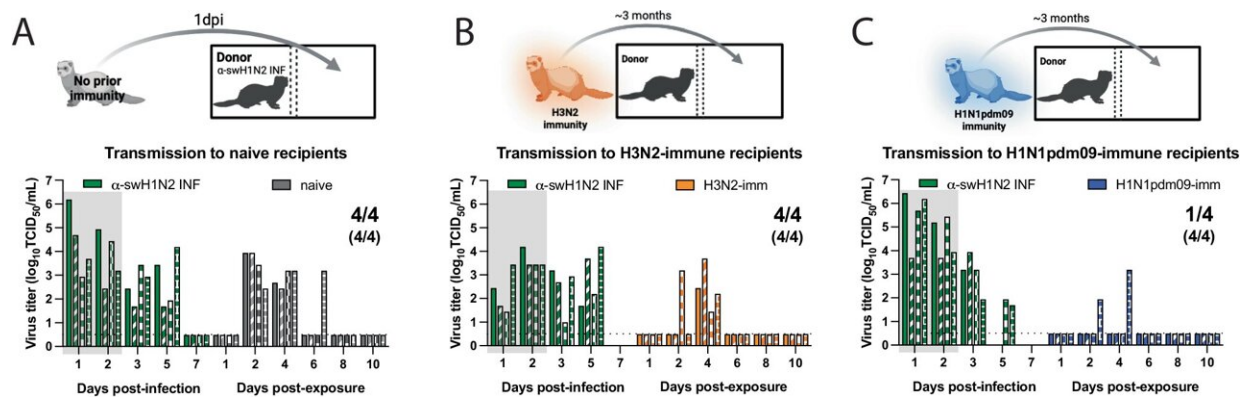 A
1dpi
No prior
immunity
Donor
α-swH1N2 INF
Transmission to naive recipients
α-swH1N2 INF
naive
4/4
(4/4)
Virus titer (log10TCID50/mL)
7
6
5
4
3
2
1
0
1 2 3 5 7 1 2 4 6 8 10
Days post-infection
Days post-exposure
B
~3 months
H3N2
immunity
Donor
Transmission to H3N2-immune recipients
α-swH1N2 INF
H3N2-imm
4/4
(4/4)
Virus titer (log10TCID50/mL)
7
6
5
4
3
2
1
0
1 2 3 5 7 1 2 4 6 8 10
Days post-infection
Days post-exposure
C
~3 months
H1N1pdm09
immunity
Donor
Transmission to H1N1pdm09-immune recipients
α-swH1N2 INF
H1N1pdm09-imm
1/4
(4/4)
Virus titer (log10TCID50/mL)
7
6
5
4
3
2
1
0
1 2 3 5 7 1 2 4 6 8 10
Days post-infection
Days post-exposure